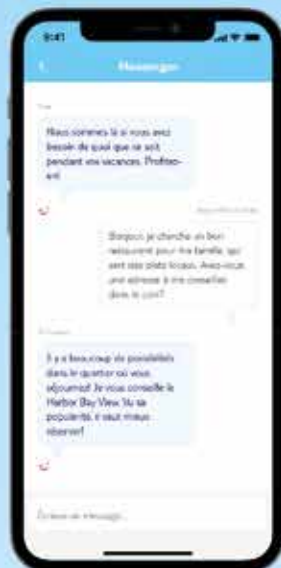 9:41
Messenger
Nous sommes là si vous avez
besoin de quoi que ce soit
pendant vos vacances. Profitez-
en!
Bonjour, je cherche un bon
restaurant pour ma famille, qui
sert des plats locaux. Avez-vous
une adresse à me conseiller
dans le coin?
Il y a beaucoup de possibilités
dans le quartier où vous
séjournez! Je vous conseille le
Harbor Bay View. Vu sa
popularité, il vaut mieux
réserver!
message...